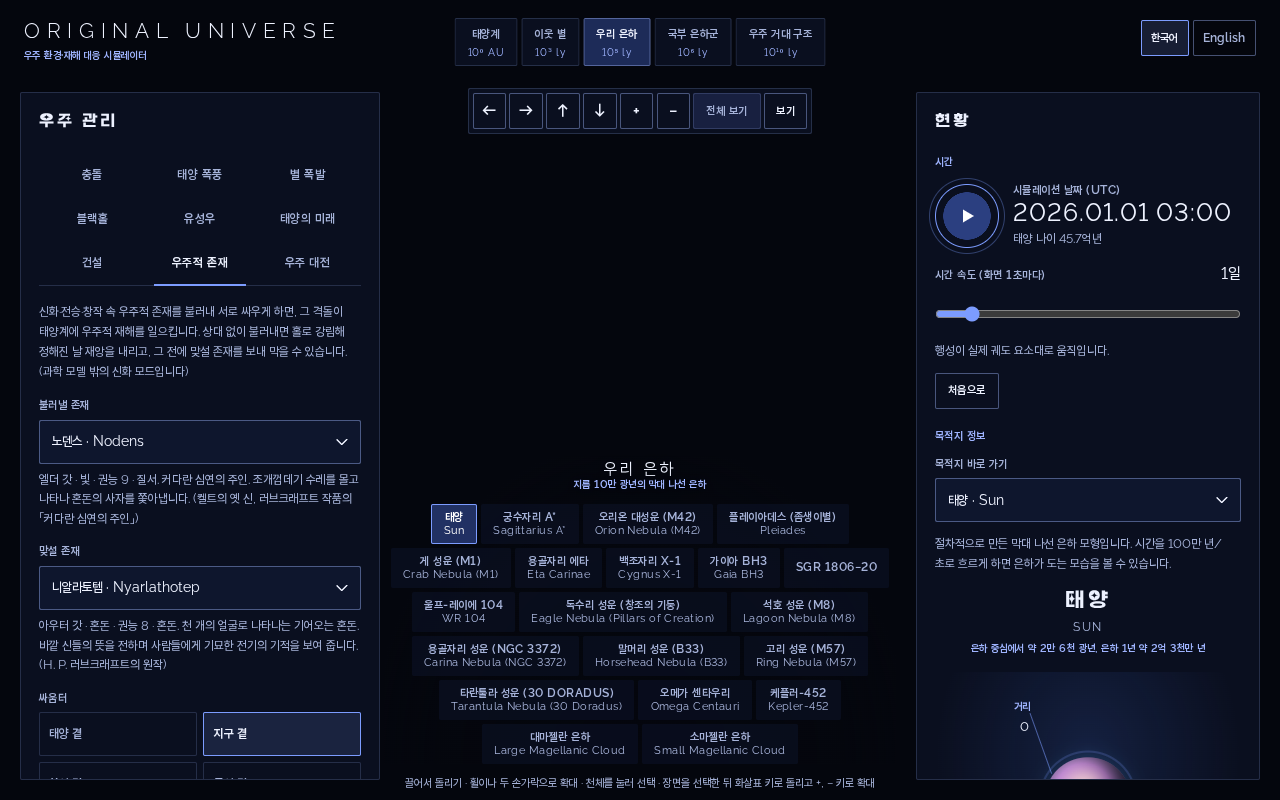 ORIGINAL UNIVERSE
우주 환경·재해 대응 시뮬레이터
태양계
10⁰ AU
이웃 별
10³ ly
우리 은하
10⁵ ly
국부 은하군
10⁶ ly
우주 거대 구조
10¹⁰ ly
한국어
English
우주 관리
충돌
태양 폭풍
별 폭발
블랙홀
유성우
태양의 미래
건설
우주적 존재
우주 대전
신화·전승·창작 속 우주적 존재를 불러내 서로 싸우게 하면, 그 격돌이
태양계에 우주적 재해를 일으킵니다. 상대 없이 불러내면 홀로 강림해
정해진 날 재앙을 내리고, 그 전에 맞설 존재를 보내 막을 수 있습니다.
(과학 모델 밖의 신화 모드입니다)
불러낼 존재
노덴스 · Nodens
엘더 갓 · 빛 · 권능 9 · 질서. 커다란 심연의 주인. 조개껍데기 수레를 몰고
나타나 혼돈의 사자를 쫓아냅니다. (켈트의 옛 신, 러브크래프트 작품의
「커다란 심연의 주인」)
맞설 존재
니알라토텝 · Nyarlathotep
아우터 갓 · 혼돈 · 권능 8 · 혼돈. 천 개의 얼굴로 나타나는 기어오는 혼돈.
바깥 신들의 뜻을 전하며 사람들에게 기묘한 전기의 기적을 보여 줍니다.
(H. P. 러브크래프트의 원작)
싸움터
태양 곁
지구 곁
← → ↑ ↓ + −
전체 보기
보기
우리 은하
지름 10만 광년의 막대 나선 은하
태양
Sun
궁수자리 A*
Sagittarius A*
오리온 대성운 (M42)
Orion Nebula (M42)
플레이아데스 (좀생이별)
Pleiades
게 성운 (M1)
Crab Nebula (M1)
용골자리 에타
Eta Carinae
백조자리 X-1
Cygnus X-1
가이아 BH3
Gaia BH3
SGR 1806-20
울프-레이에 104
WR 104
독수리 성운 (창조의 기둥)
Eagle Nebula (Pillars of Creation)
석호 성운 (M8)
Lagoon Nebula (M8)
용골자리 성운 (NGC 3372)
Carina Nebula (NGC 3372)
말머리 성운 (B33)
Horsehead Nebula (B33)
고리 성운 (M57)
Ring Nebula (M57)
타란툴라 성운 (30 DORADUS)
Tarantula Nebula (30 Doradus)
오메가 센타우리
Omega Centauri
케플러-452
Kepler-452
대마젤란 은하
Large Magellanic Cloud
소마젤란 은하
Small Magellanic Cloud
끌어서 돌리기 · 휠이나 두 손가락으로 확대 · 천체를 눌러 선택 · 장면을 선택한 뒤 화살표 키로 돌리고 +, − 키로 확대
현황
시간
시뮬레이션 날짜 (UTC)
2026.01.01 03:00
태양 나이 45.7억년
시간 속도 (화면 1초마다)
1일
행성이 실제 궤도 요소대로 움직입니다.
처음으로
목적지 정보
목적지 바로 가기
태양 · Sun
절차적으로 만든 막대 나선 은하 모형입니다. 시간을 100만 년/
초로 흐르게 하면 은하가 도는 모습을 볼 수 있습니다.
태양
SUN
은하 중심에서 약 2만 6천 광년, 은하 1년 약 2억 3천만 년
거리
0